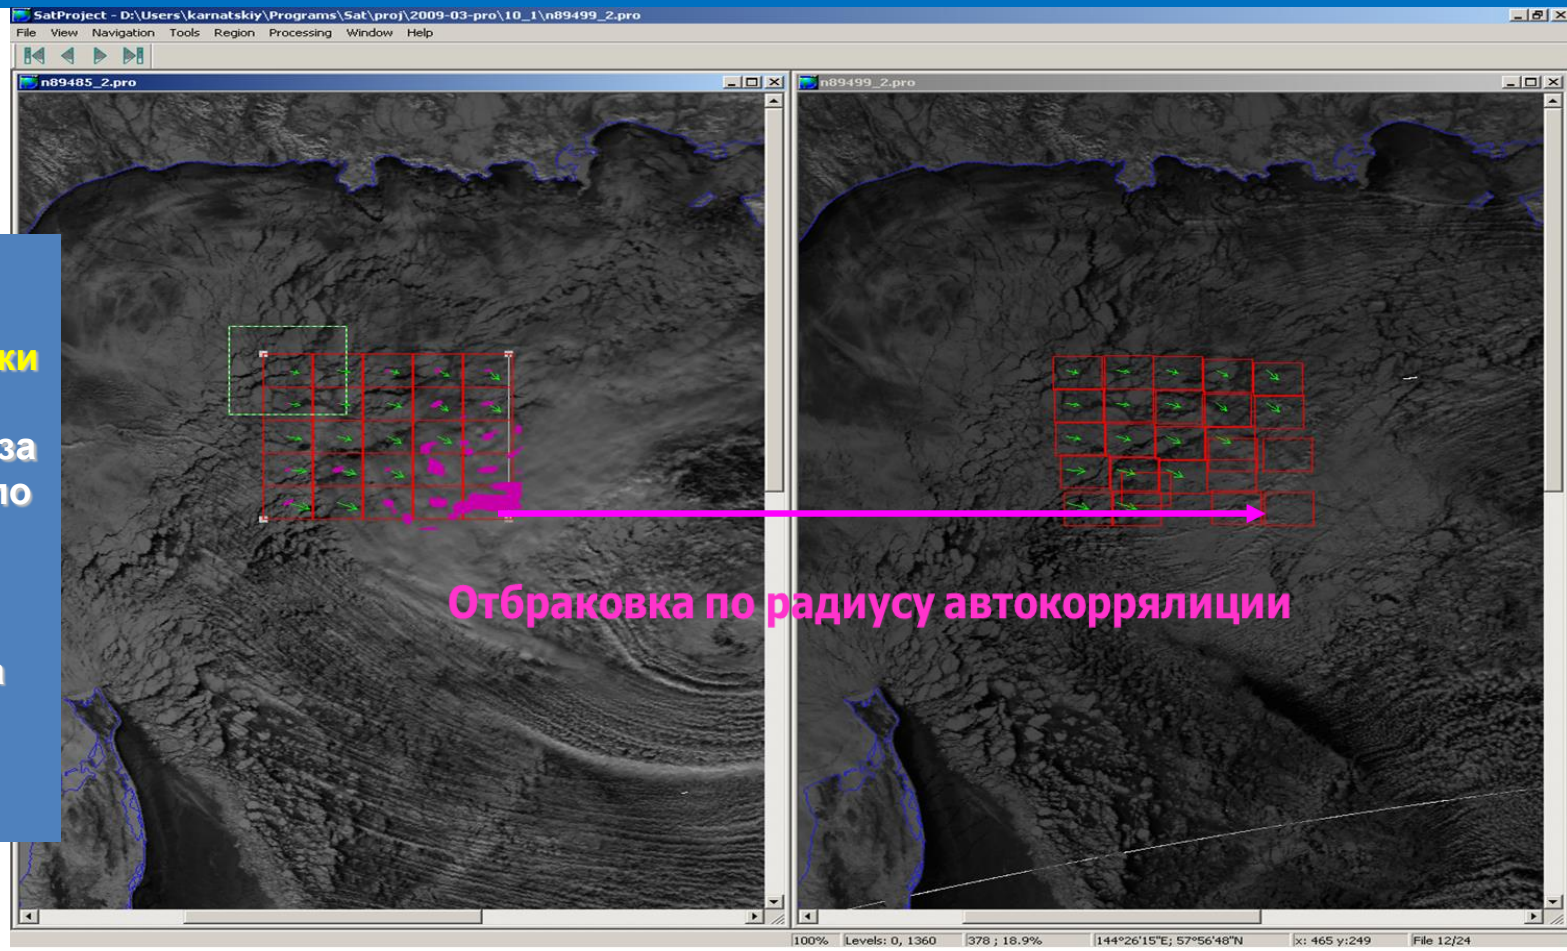 SatProject - D:\Users\karnatskiy\Programs\Sat\proj\2009-03-pro\10_1\n89499_2.pro
File View Navigation Tools Region Processing Window Help
n89485_2.pro
n89499_2.pro
ки
за
по
а
Отбраковка по радиусу автокоррялиции
100% Levels: 0, 1360 378 ; 18.9% 144°26'15"E; 57°56'48"N x: 465 y:249 File 12/24